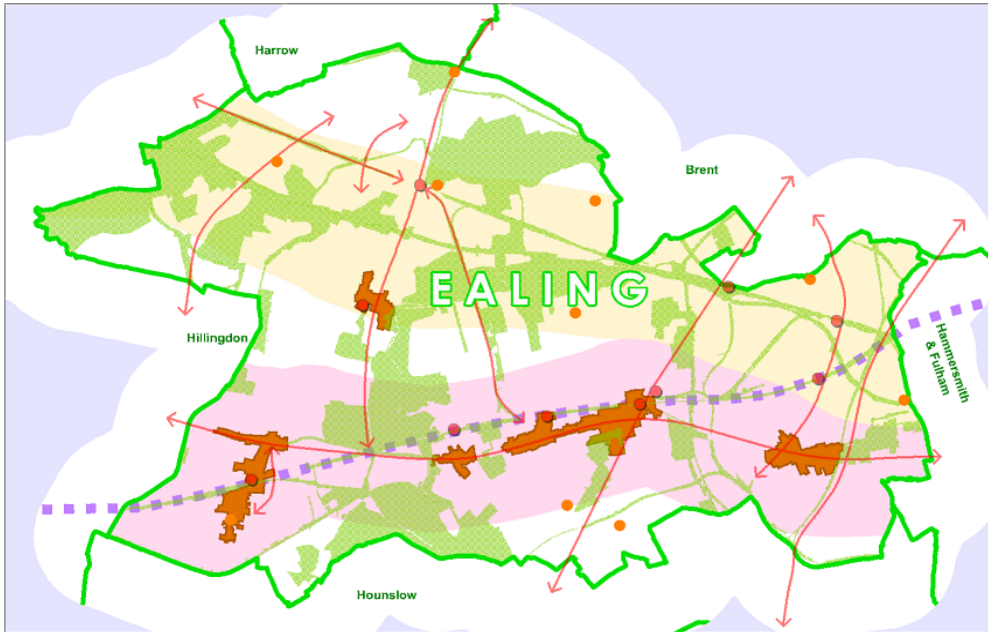 Harrow
Brent
EALING
Hillingdon
Hammersmith
& Fulham
Hounslow